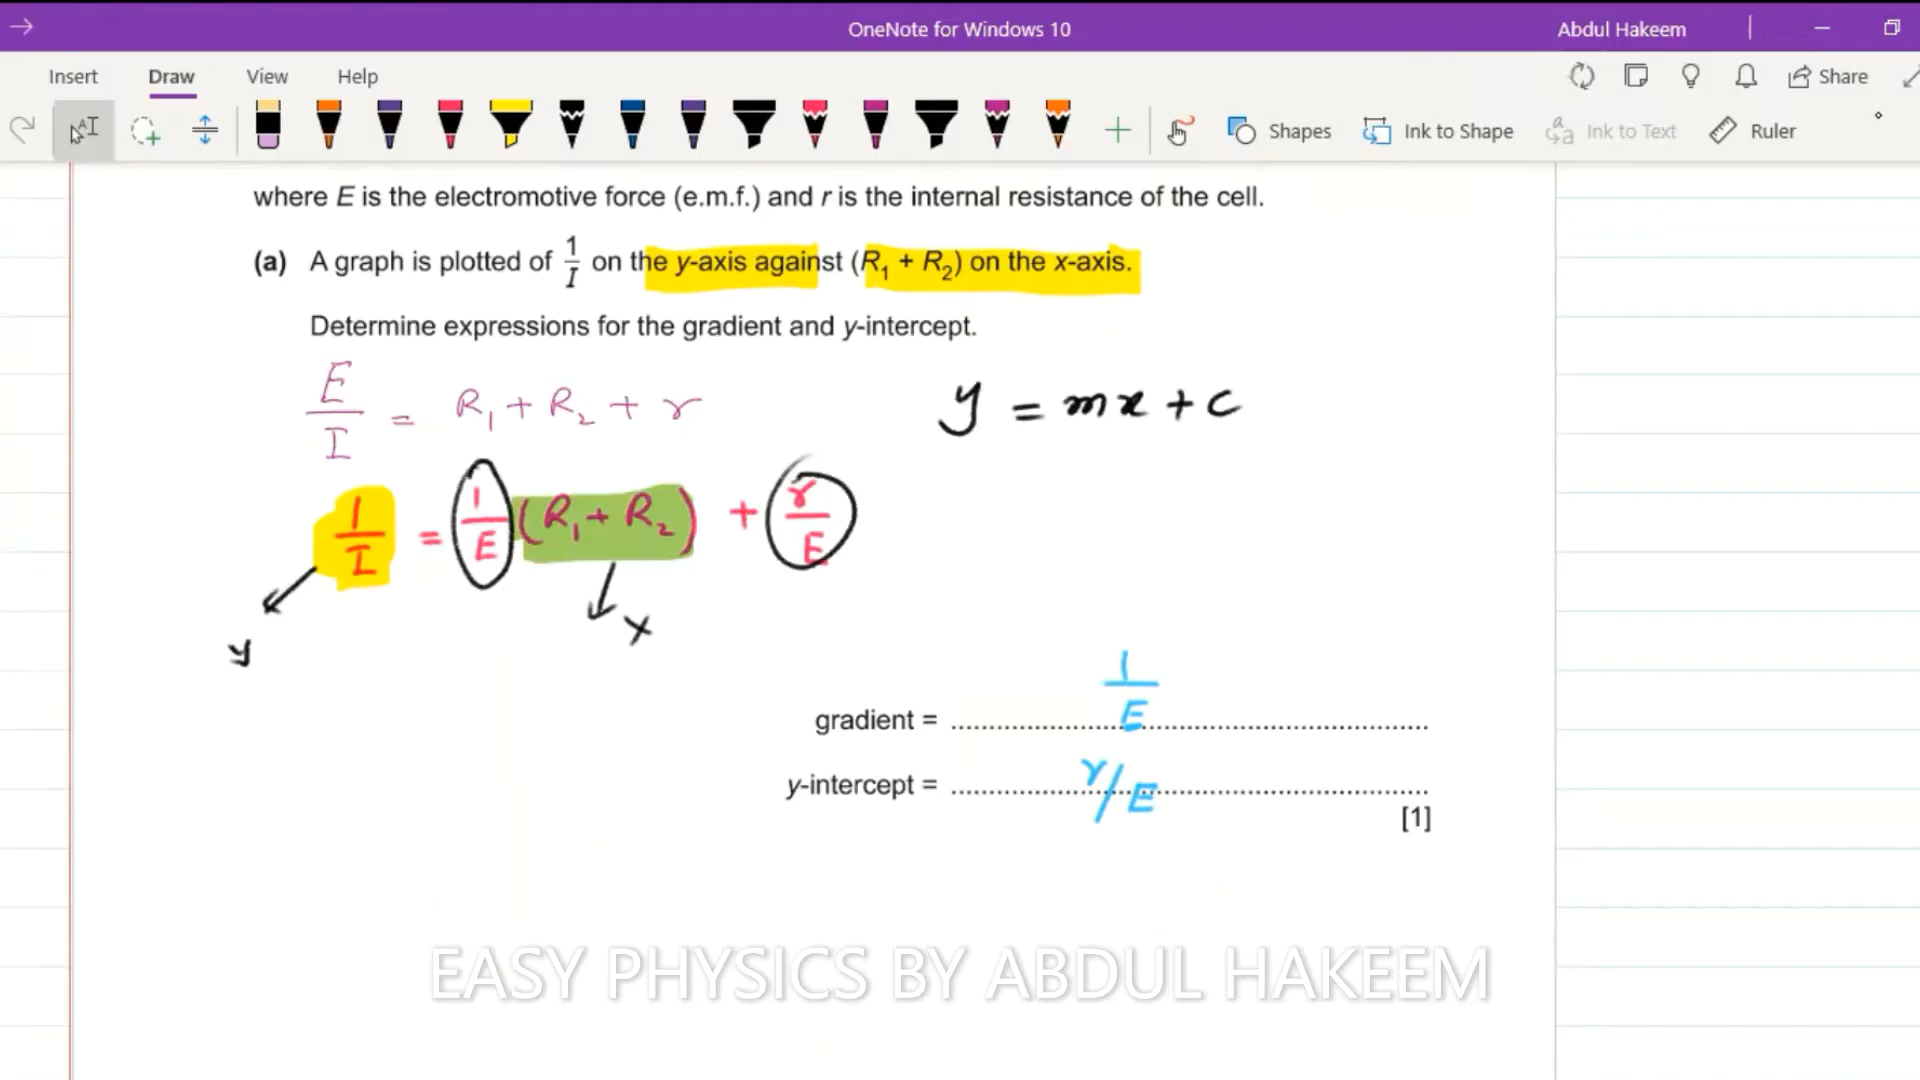 OneNote for Windows 10
Abdul Hakeem
Insert Draw View Help
Share
Shapes Ink to Shape Ink to Text Ruler
where E is the electromotive force (e.m.f.) and r is the internal resistance of the cell.
(a) A graph is plotted of 1/I on the y-axis against (R₁ + R₂) on the x-axis.
Determine expressions for the gradient and y-intercept.
E/I = R₁ + R₂ + r
y = mx + c
1/I = 1/E (R₁ + R₂) + r/E
y
x
gradient = 1/E
y-intercept = r/E
[1]
EASY PHYSICS BY ABDUL HAKEEM